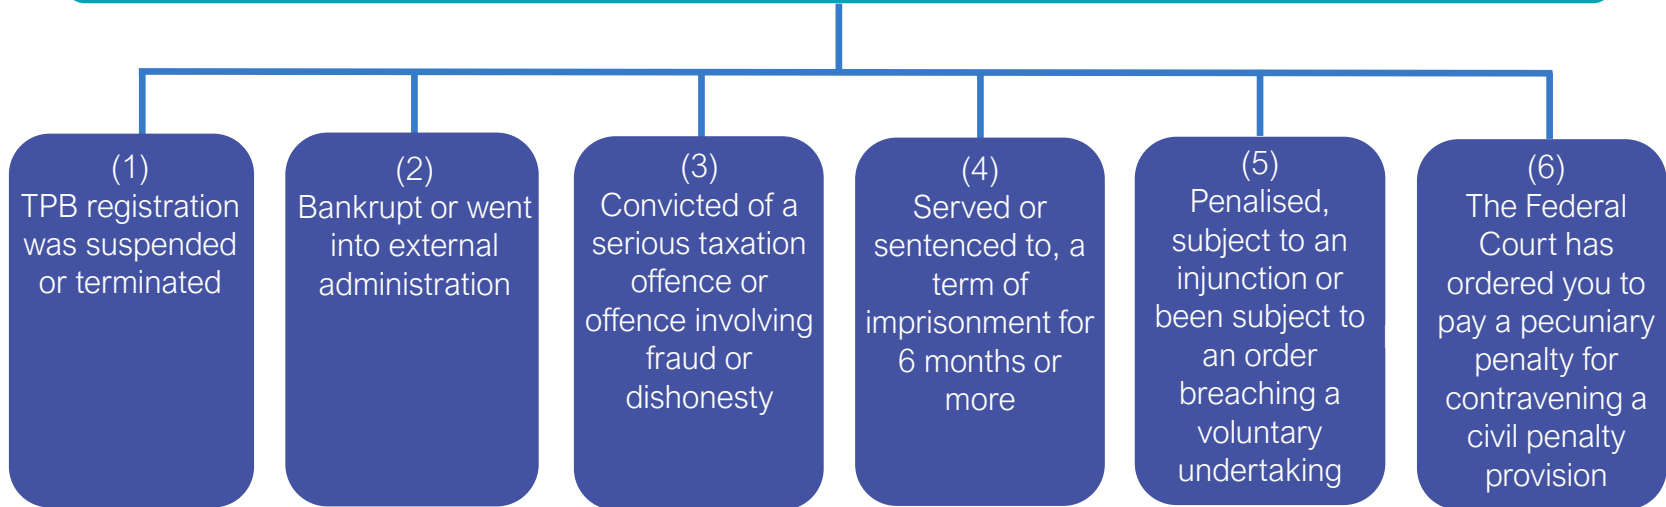 (1)
TPB registration
was suspended
or terminated
(2)
Bankrupt or went
into external
administration
(3)
Convicted of a
serious taxation
offence or
offence involving
fraud or
dishonesty
(4)
Served or
sentenced to, a
term of
imprisonment for
6 months or
more
(5)
Penalised,
subject to an
injunction or
been subject to
an order
breaching a
voluntary
undertaking
(6)
The Federal
Court has
ordered you to
pay a pecuniary
penalty for
contravening a
civil penalty
provision